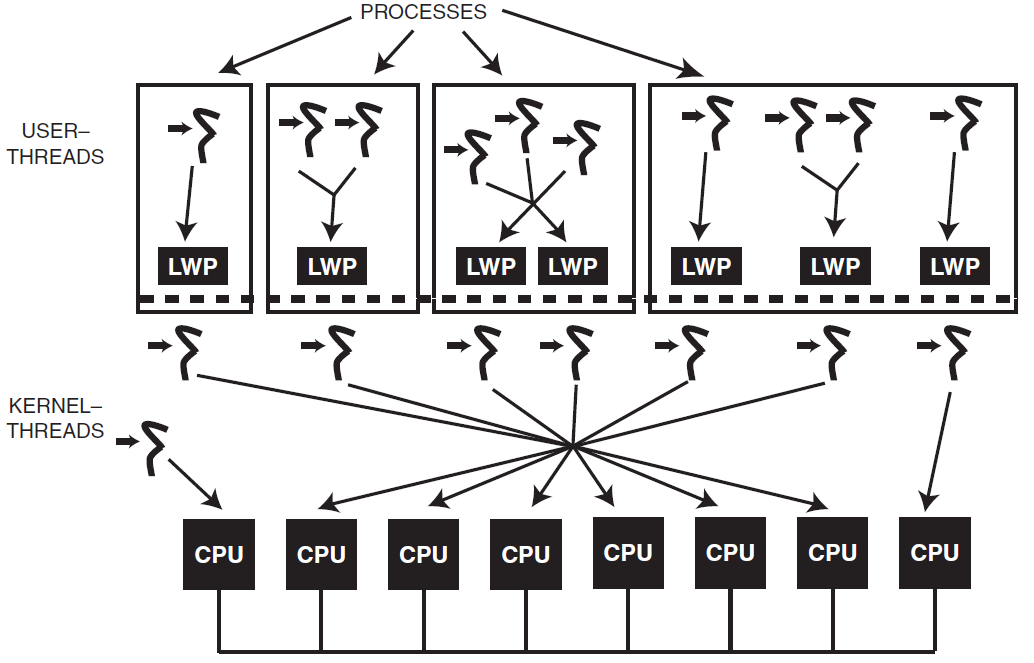 PROCESSES
USER–
THREADS
LWP LWP LWP LWP LWP LWP LWP
KERNEL–
THREADS
CPU CPU CPU CPU CPU CPU CPU CPU